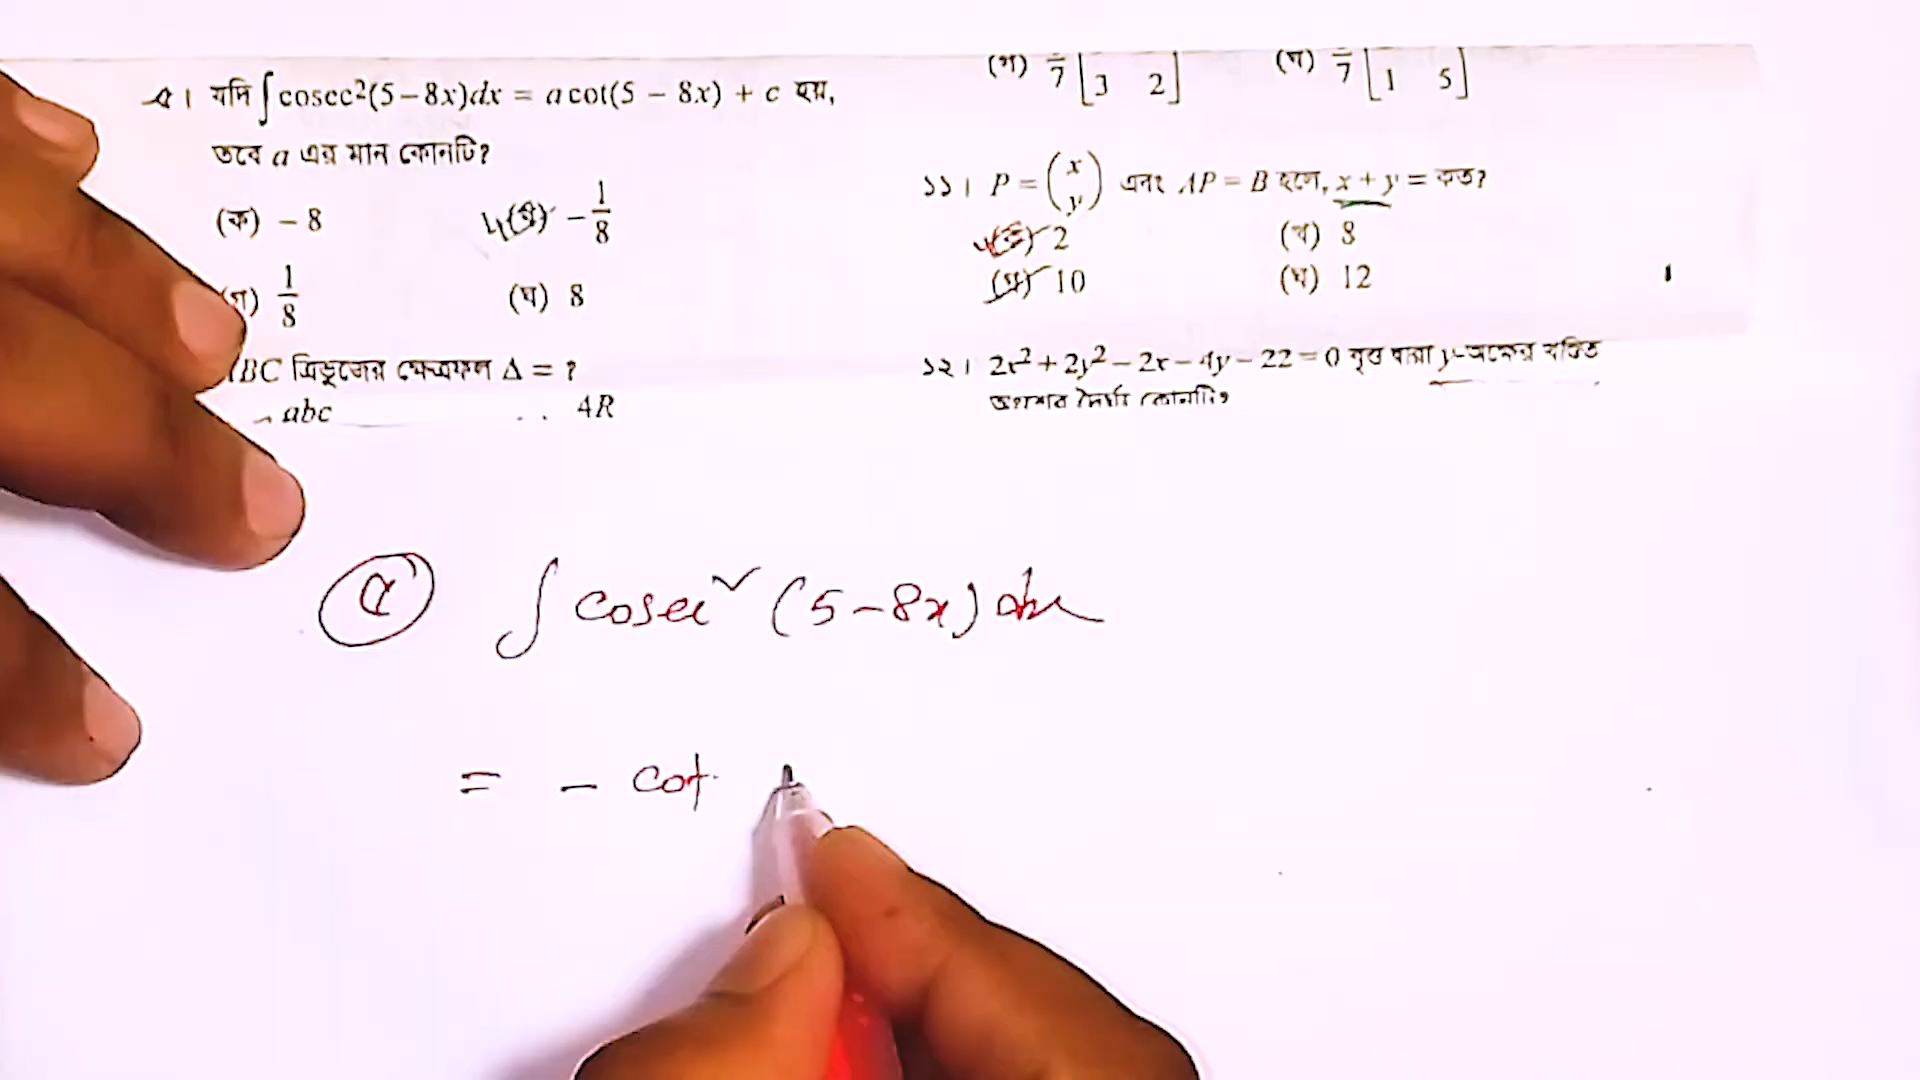 ৫। যদি ∫cosec²(5 – 8x)dx = a cot(5 – 8x) + c হয়,
তবে a এর মান কোনটি?
(ক) – 8 (খ) – 1/8
(গ) 1/8 (ঘ) 8
BC ত্রিভুজের ক্ষেত্রফল Δ = ?
abc 4R
(গ) 1/7 [3 2] (ঘ) 1/7 [1 5]
১১। P = (x y) এবং AP = B হলে, x + y = কত?
(ক) 2 (খ) 8
(গ) 10 (ঘ) 12
১২। 2x² + 2y² – 2x – 4y – 22 = 0 বৃত্ত দ্বারা y-অক্ষের খণ্ডিত
অংশের দৈর্ঘ্য কোনটি?
৫ ∫ cosec² (5 – 8x) dx
= – cot